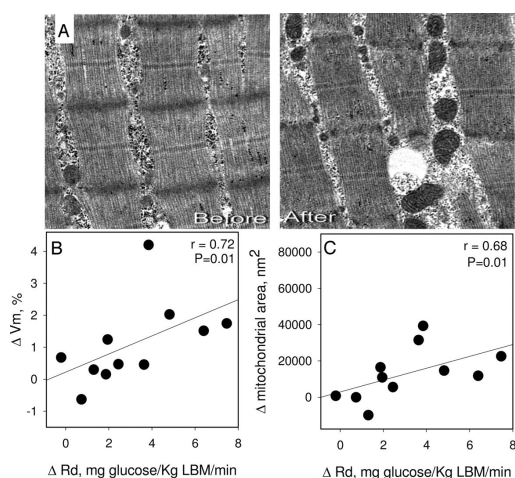 A
Before
After
B
r = 0.72
P=0.01
Δ Vm, %
4
3
2
1
0
-1
0 2 4 6 8
Δ Rd, mg glucose/Kg LBM/min
C
r = 0.68
P=0.01
Δ mitochondrial area, nm²
80000
60000
40000
20000
0
0 2 4 6 8
Δ Rd, mg glucose/Kg LBM/min